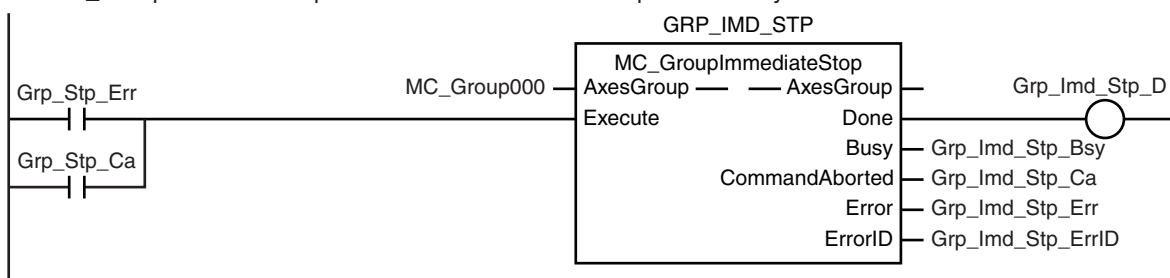 GRP_IMD_STP
MC_GroupImmediateStop
Grp_Stp_Err
MC_Group000
AxesGroup
AxesGroup
Grp_Imd_Stp_D
Execute
Done
Grp_Stp_Ca
Busy
Grp_Imd_Stp_Bsy
CommandAborted
Grp_Imd_Stp_Ca
Error
Grp_Imd_Stp_Err
ErrorID
Grp_Imd_Stp_ErrID